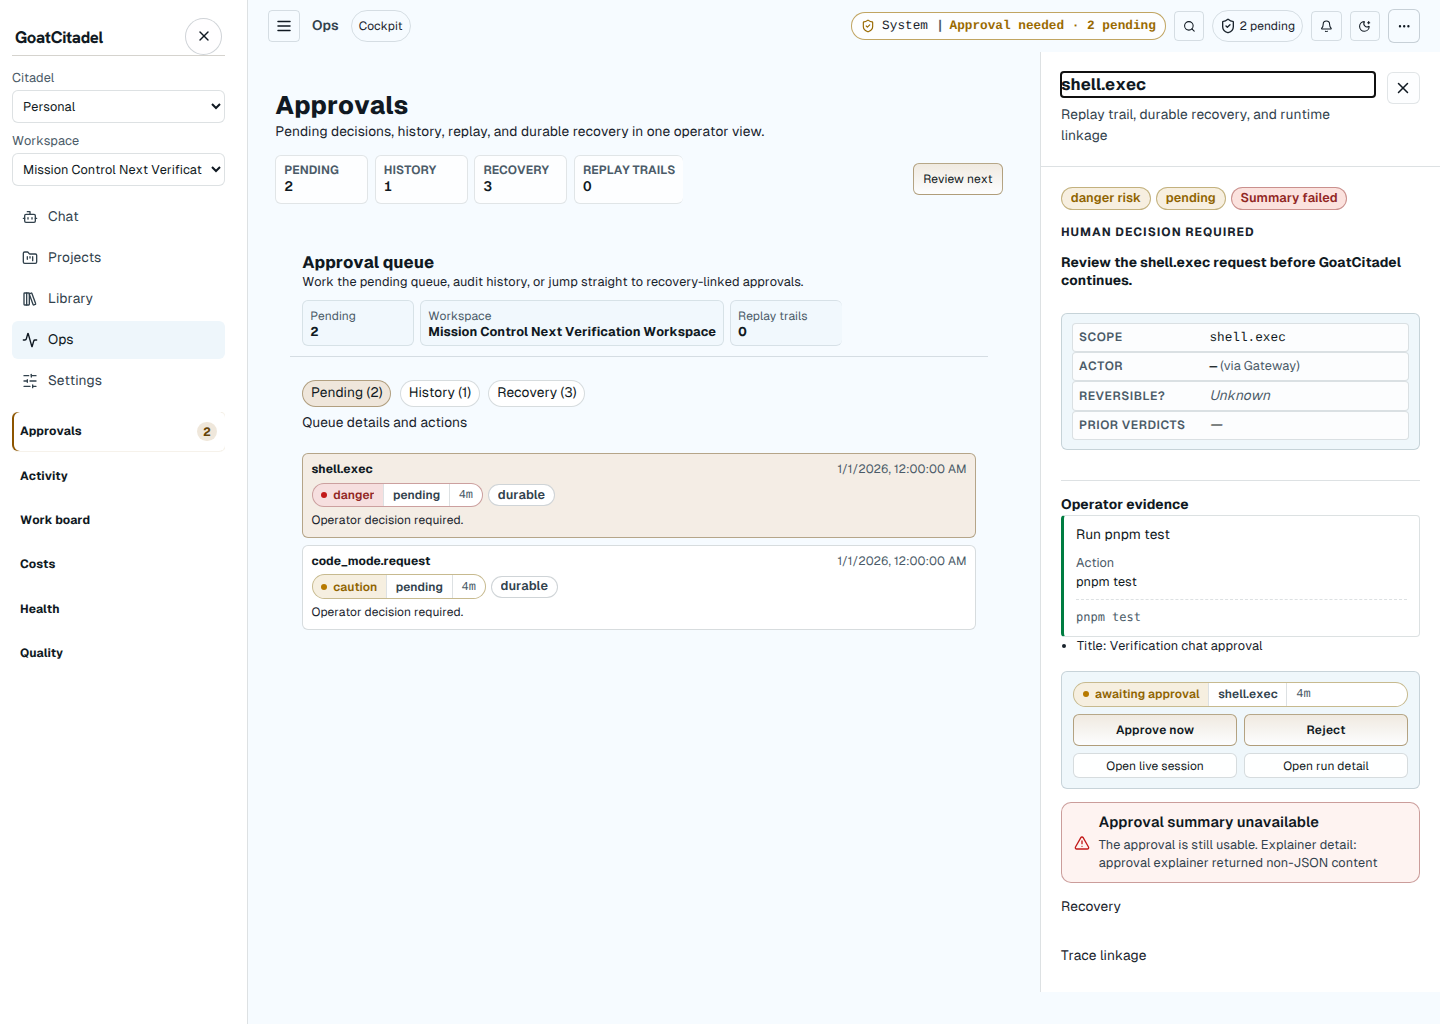 GoatCitadel
Citadel
Personal
Workspace
Mission Control Next Verificat
Chat
Projects
Library
Ops
Settings
Approvals 2
Activity
Work board
Costs
Health
Quality
Ops Cockpit
System | Approval needed · 2 pending
2 pending
Approvals
Pending decisions, history, replay, and durable recovery in one operator view.
PENDING
2
HISTORY
1
RECOVERY
3
REPLAY TRAILS
0
Review next
Approval queue
Work the pending queue, audit history, or jump straight to recovery-linked approvals.
Pending
2
Workspace
Mission Control Next Verification Workspace
Replay trails
0
Pending (2) History (1) Recovery (3)
Queue details and actions
shell.exec 1/1/2026, 12:00:00 AM
danger pending 4m durable
Operator decision required.
code_mode.request 1/1/2026, 12:00:00 AM
caution pending 4m durable
Operator decision required.
shell.exec
Replay trail, durable recovery, and runtime
linkage
danger risk pending Summary failed
HUMAN DECISION REQUIRED
Review the shell.exec request before GoatCitadel
continues.
SCOPE shell.exec
ACTOR — (via Gateway)
REVERSIBLE? Unknown
PRIOR VERDICTS —
Operator evidence
Run pnpm test
Action
pnpm test
pnpm test
• Title: Verification chat approval
awaiting approval shell.exec 4m
Approve now Reject
Open live session Open run detail
Approval summary unavailable
The approval is still usable. Explainer detail:
approval explainer returned non-JSON content
Recovery
Trace linkage